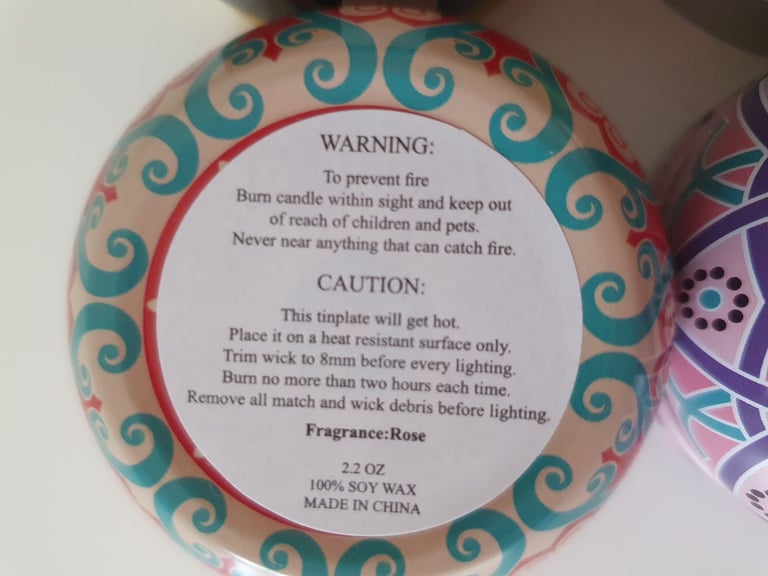 WARNING:
To prevent fire
Burn candle within sight and keep out
of reach of children and pets.
Never near anything that can catch fire.
CAUTION:
This tinplate will get hot.
Place it on a heat resistant surface only.
Trim wick to 8mm before every lighting.
Burn no more than two hours each time.
Remove all match and wick debris before lighting.
Fragrance:Rose
2.2 OZ
100% SOY WAX
MADE IN CHINA